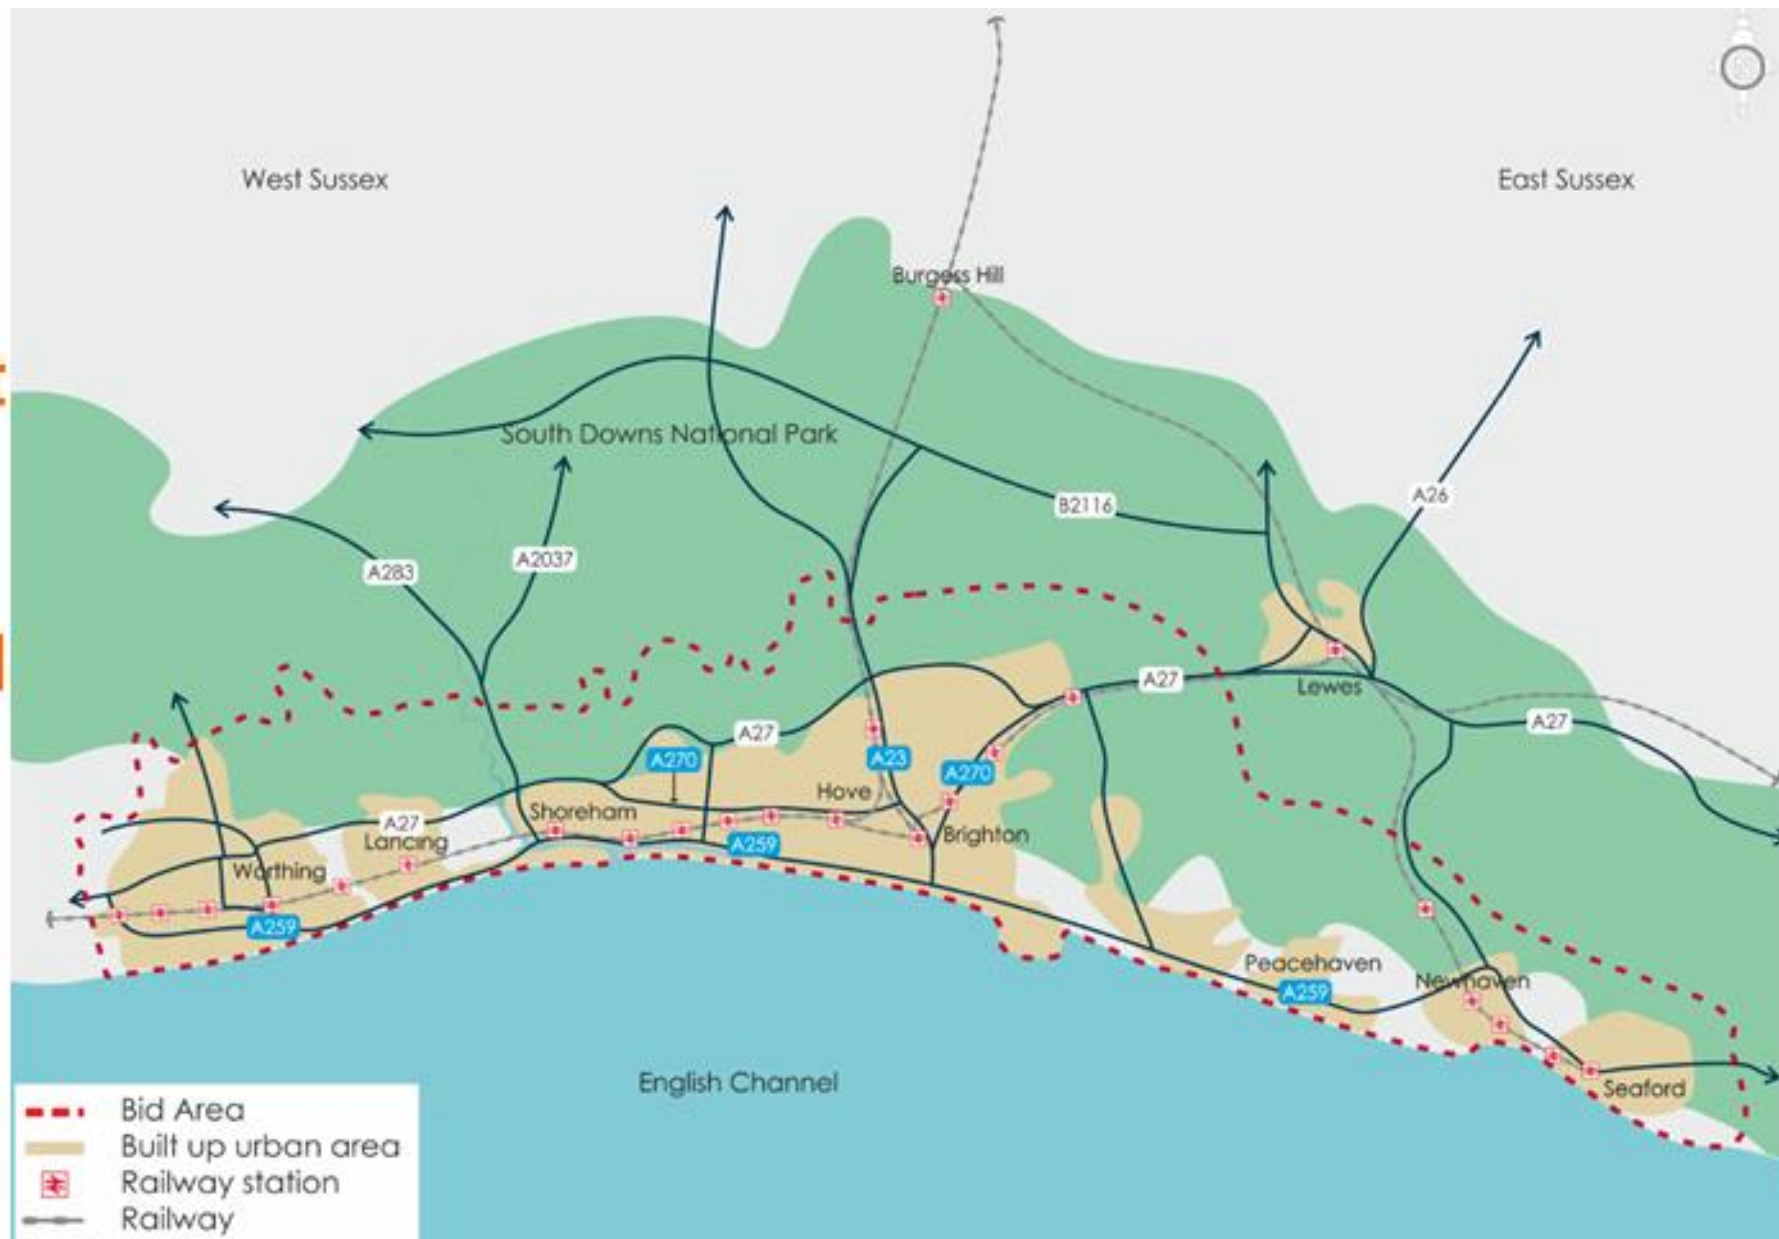 West Sussex
East Sussex
Burgess Hill
South Downs National Park
B2116
A26
A283
A2037
A27
Lewes
A27
A27
A270
A23
A270
Hove
Shoreham
Brighton
A27
Lancing
A259
Worthing
A259
Peacehaven
Newhaven
A259
Seaford
English Channel
Bid Area
Built up urban area
Railway station
Railway